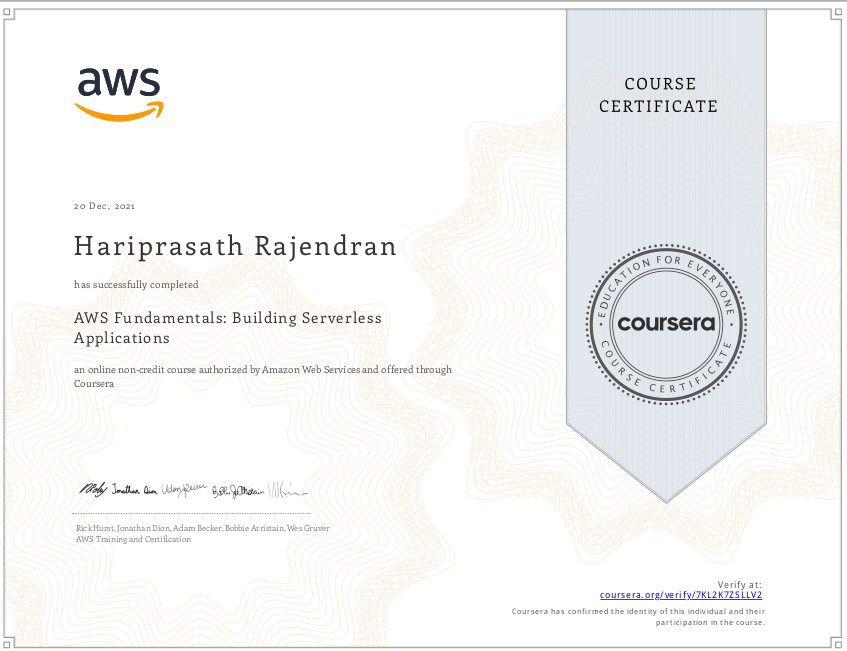 aws
COURSE
CERTIFICATE
20 Dec, 2021
Hariprasath Rajendran
has successfully completed
AWS Fundamentals: Building Serverless
Applications
an online non-credit course authorized by Amazon Web Services and offered through
Coursera
EDUCATION FOR EVERYONE
coursera
COURSE CERTIFICATE
Jonathan Dion
Rick Hurst, Jonathan Dion, Adam Becker, Bobbie Atristain, Wes Gruver
AWS Training and Certification
Verify at:
coursera.org/verify/7KL2K7ZSLLV2
Coursera has confirmed the identity of this individual and their
participation in the course.